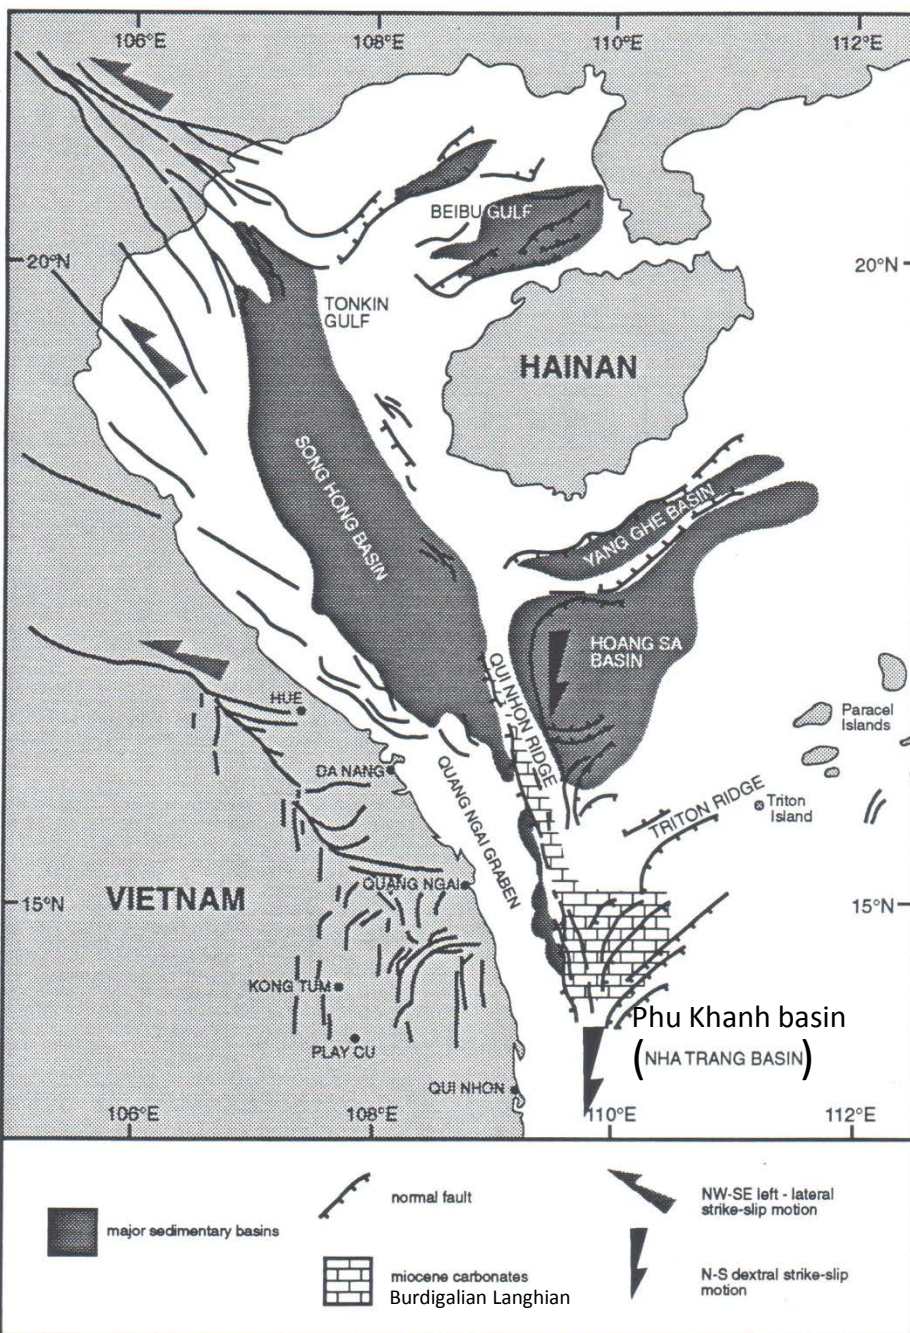 106°E
108°E
110°E
112°E
BEIBU GULF
20°N
20°N
TONKIN
GULF
HAINAN
SONG HONG BASIN
YANG GHE BASIN
HOANG SA
BASIN
QUI NHON RIDGE
HUE
Paracel
Islands
DA NANG
QUANG NGAI GRABEN
TRITON RIDGE
Triton
Island
QUANG NGAI
15°N
VIETNAM
15°N
KONG TUM
Phu Khanh basin
(NHA TRANG BASIN)
PLAY CU
QUI NHON
106°E
108°E
110°E
112°E
major sedimentary basins
normal fault
miocene carbonates
Burdigalian Langhian
NW-SE left - lateral
strike-slip motion
N-S dextral strike-slip
motion